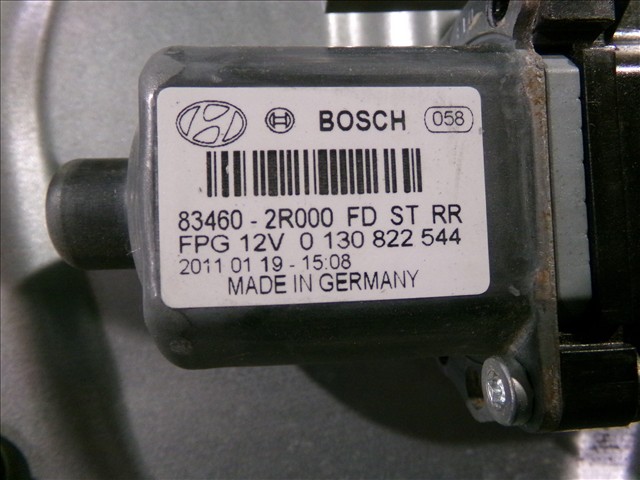 BOSCH 058
83460 - 2R000 FD ST RR
FPG 12V 0 130 822 544
2011 01 19 - 15:08
MADE IN GERMANY